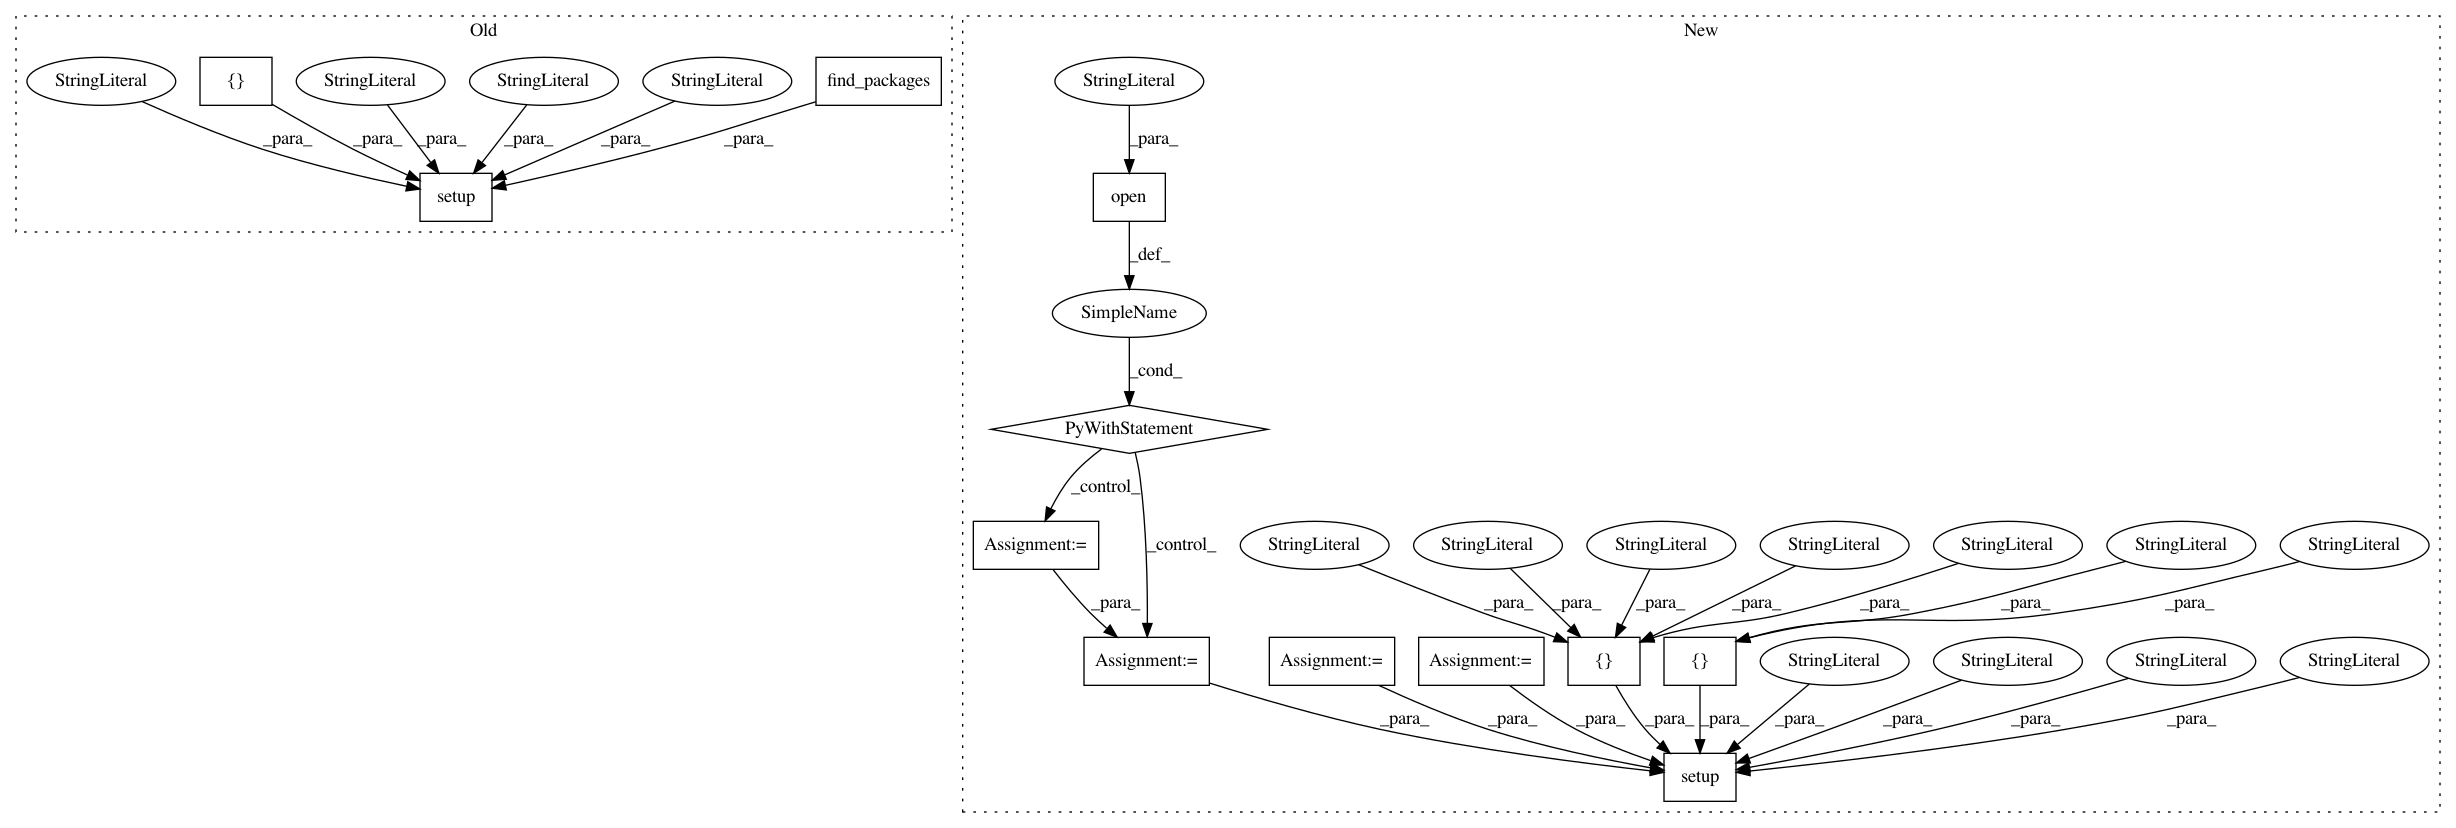 Old
New
StringLiteral
{}
StringLiteral
StringLiteral
StringLiteral
find_packages
StringLiteral
_para_
_para_
_para_
_para_
_para_
_para_
_para_
setup
open
_def_
SimpleName
_cond_
PyWithStatement
_control_
_control_
Assignment:=
StringLiteral
StringLiteral
StringLiteral
StringLiteral
StringLiteral
StringLiteral
StringLiteral
_para_
_para_
_para_
_para_
_para_
_para_
_para_
_para_
Assignment:=
Assignment:=
Assignment:=
{}
{}
StringLiteral
StringLiteral
StringLiteral
StringLiteral
_para_
_para_
_para_
_para_
_para_
_para_
_para_
_para_
_para_
setup